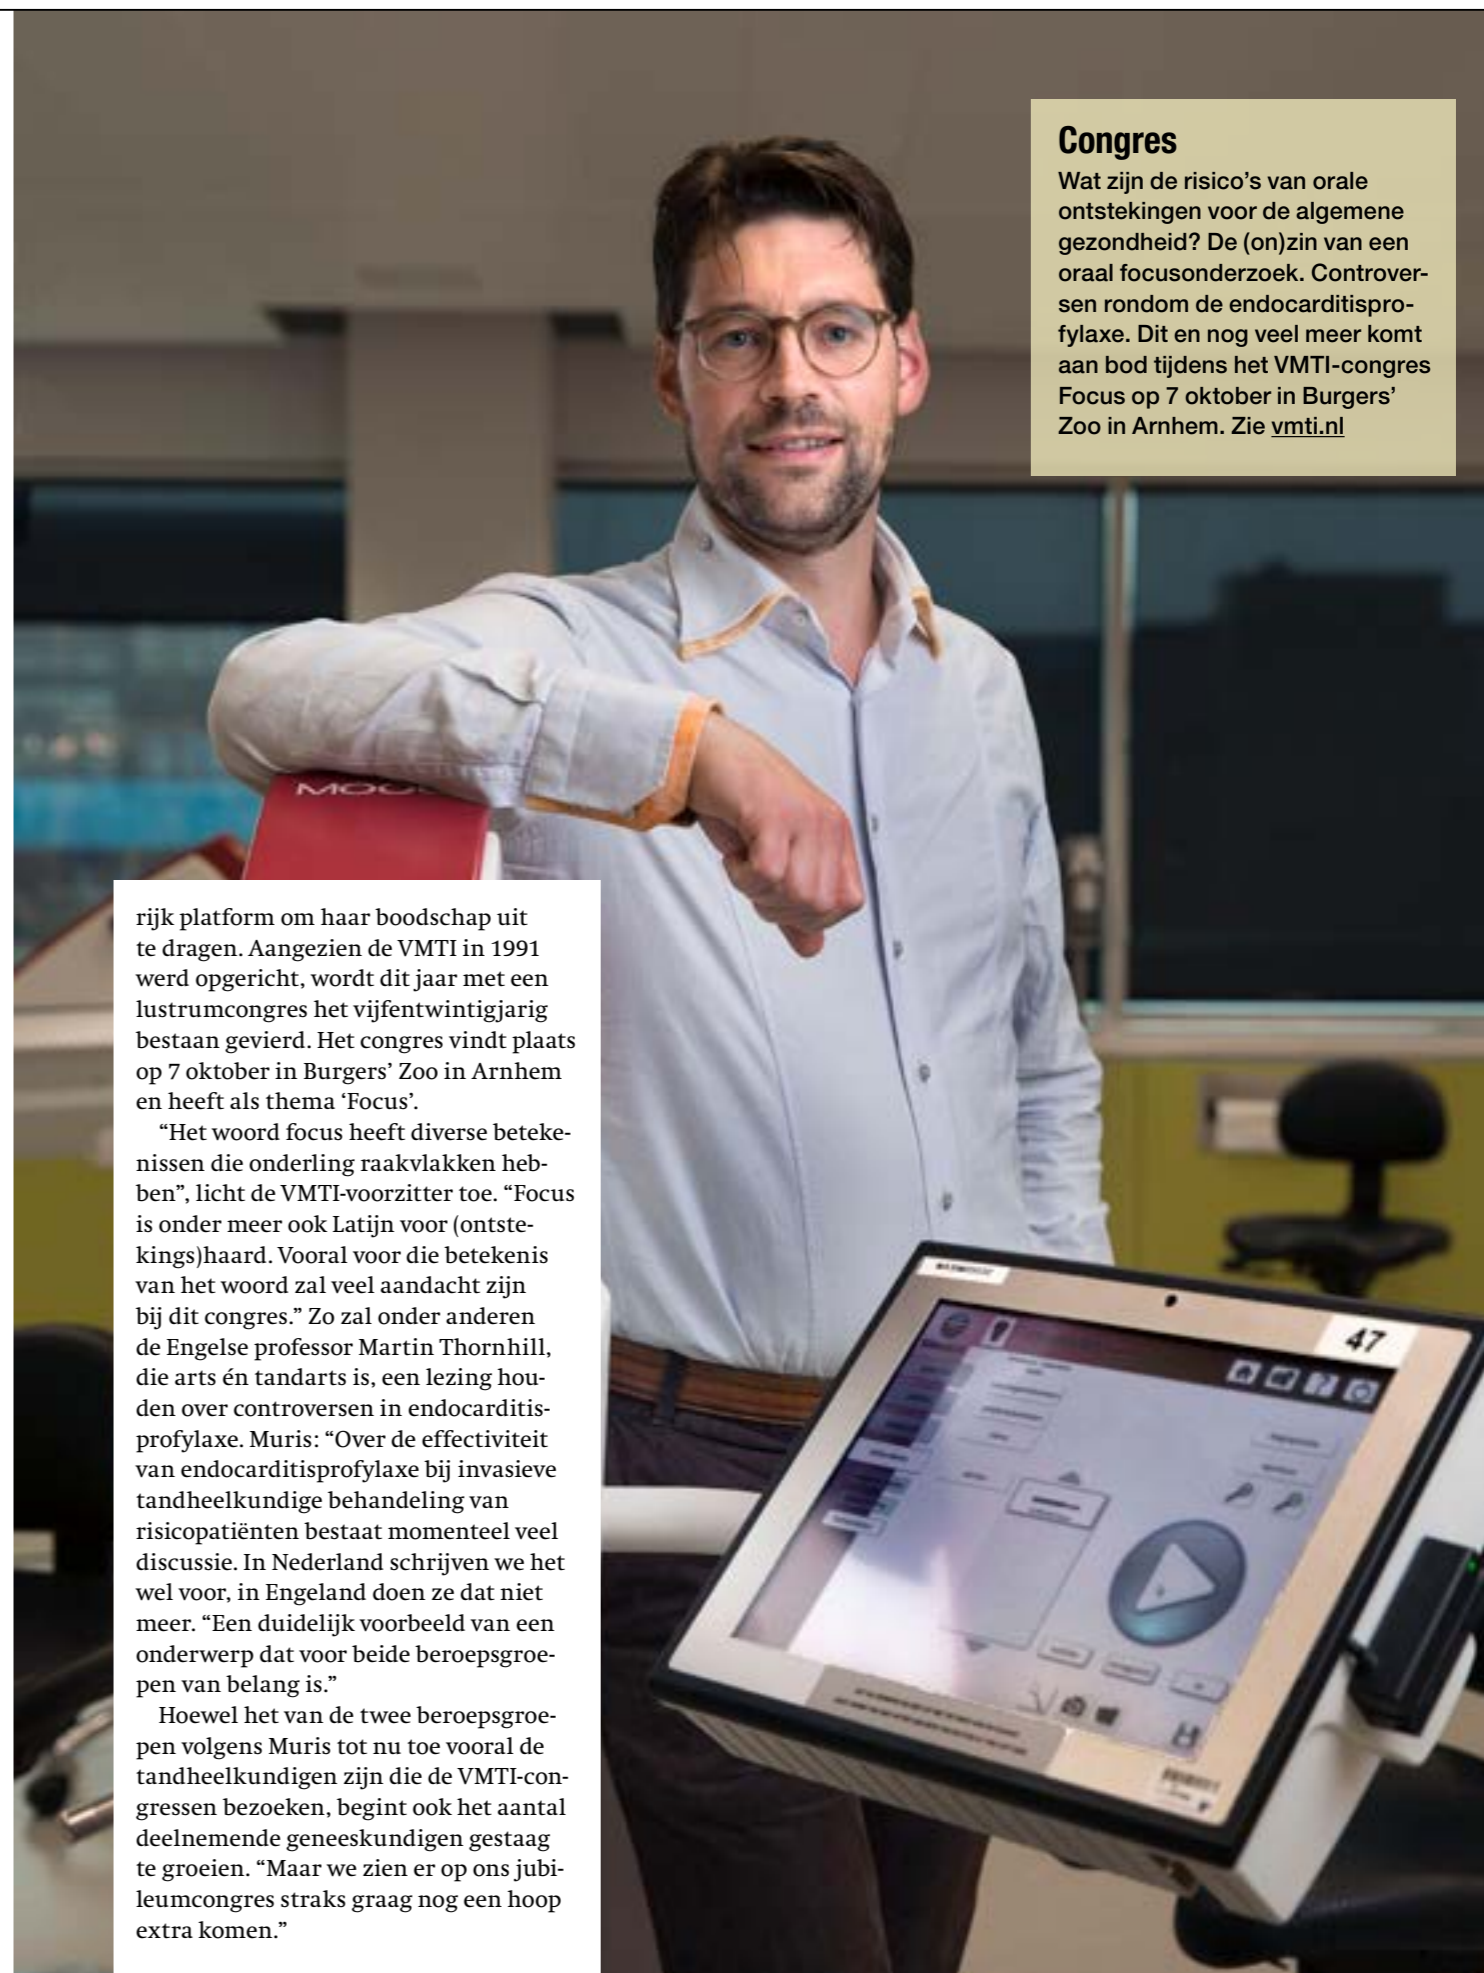 Congres
Wat zijn de risico’s van orale
ontstekingen voor de algemene
gezondheid? De (on)zin van een
oraal focusonderzoek. Controver-
sen rondom de endocarditispro-
fylaxe. Dit en nog veel meer komt
aan bod tijdens het VMTI-congres
Focus op 7 oktober in Burgers’
Zoo in Arnhem. Zie vmti.nl
rijk platform om haar boodschap uit
te dragen. Aangezien de VMTI in 1991
werd opgericht, wordt dit jaar met een
lustrumcongres het vijfentwintigjarig
bestaan gevierd. Het congres vindt plaats
op 7 oktober in Burgers’ Zoo in Arnhem
en heeft als thema ‘Focus’.
“Het woord focus heeft diverse beteke-
nissen die onderling raakvlakken heb-
ben”, licht de VMTI-voorzitter toe. “Focus
is onder meer ook Latijn voor (ontste-
kings)haard. Vooral voor die betekenis
van het woord zal veel aandacht zijn
bij dit congres.” Zo zal onder anderen
de Engelse professor Martin Thornhill,
die arts én tandarts is, een lezing hou-
den over controversen in endocarditis-
profylaxe. Muris: “Over de effectiviteit
van endocarditisprofylaxe bij invasieve
tandheelkundige behandeling van
risicopatiënten bestaat momenteel veel
discussie. In Nederland schrijven we het
wel voor, in Engeland doen ze dat niet
meer. “Een duidelijk voorbeeld van een
onderwerp dat voor beide beroepsgroe-
pen van belang is.”
Hoewel het van de twee beroepsgroe-
pen volgens Muris tot nu toe vooral de
tandheelkundigen zijn die de VMTI-con-
gressen bezoeken, begint ook het aantal
deelnemende geneeskundigen gestaag
te groeien. “Maar we zien er op ons jubi-
leumcongres straks graag nog een hoop
extra komen.”
47